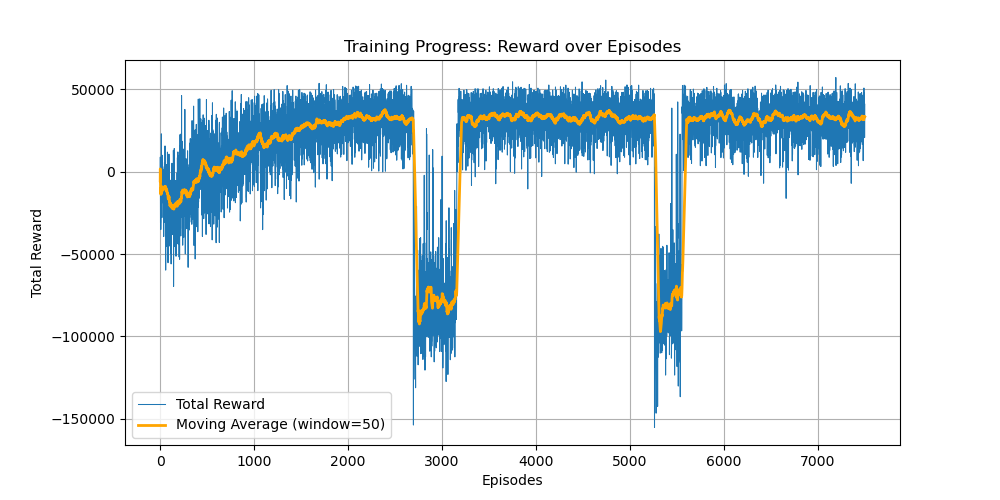 Training Progress: Reward over Episodes
Total Reward
50000
0
−50000
−100000
−150000
Total Reward
Moving Average (window=50)
0 1000 2000 3000 4000 5000 6000 7000
Episodes